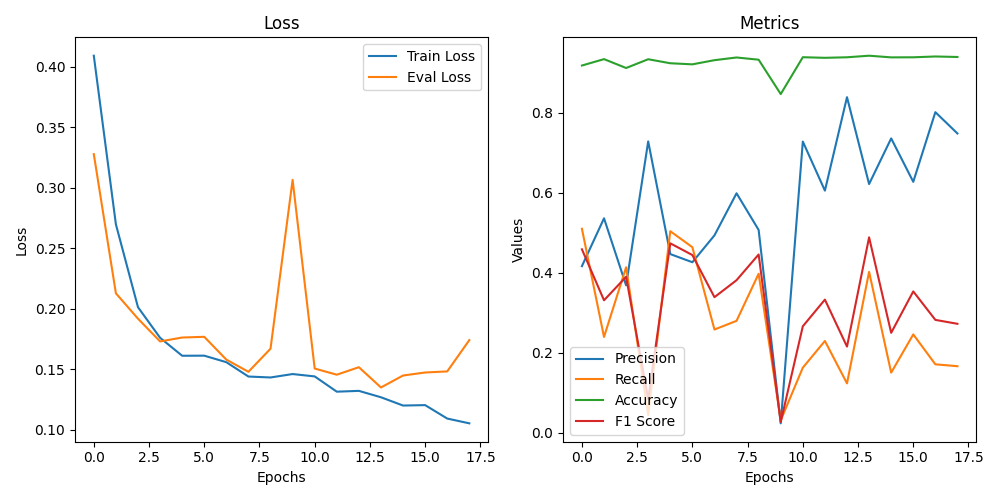 Loss
Train Loss
Eval Loss
0.40
0.35
0.30
0.25
0.20
0.15
0.10
Loss
0.0 2.5 5.0 7.5 10.0 12.5 15.0 17.5
Epochs
Metrics
0.8
0.6
0.4
0.2
0.0
Values
Precision
Recall
Accuracy
F1 Score
0.0 2.5 5.0 7.5 10.0 12.5 15.0 17.5
Epochs